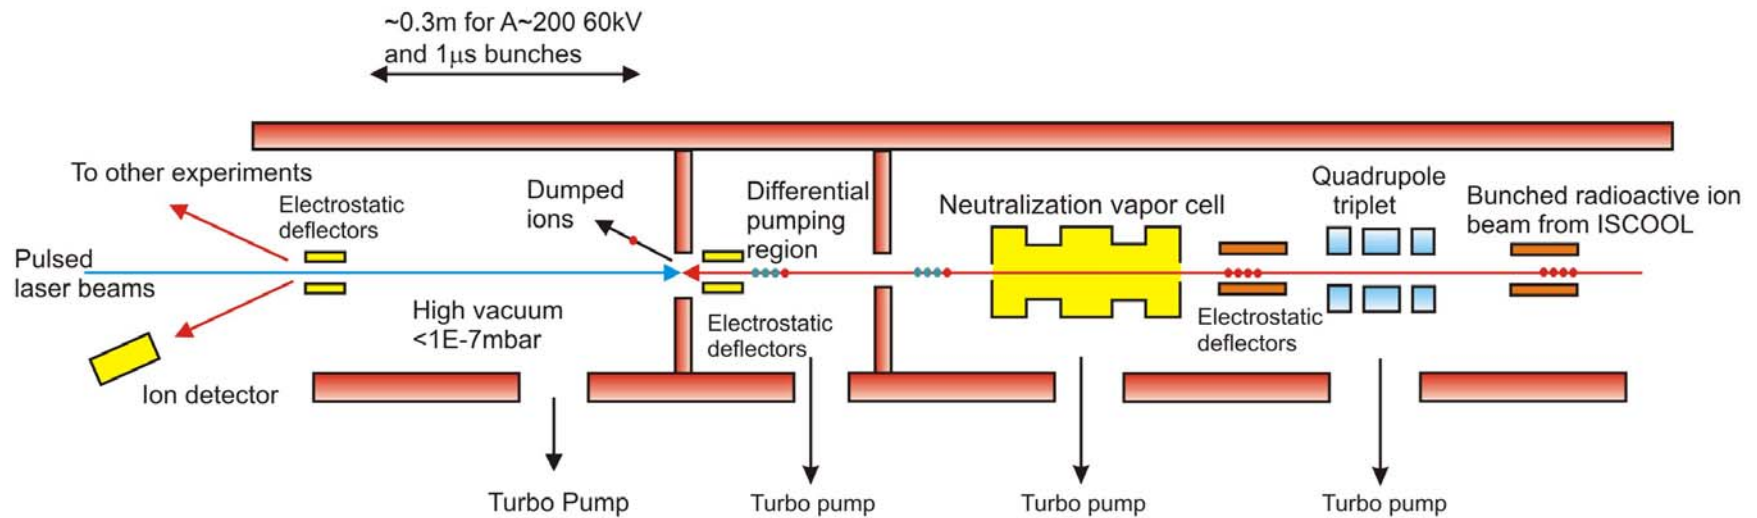 ~0.3m for A~200 60kV
and 1μs bunches
To other experiments
Electrostatic
deflectors
Dumped
ions
Differential
pumping
region
Neutralization vapor cell
Quadrupole
triplet
Bunched radioactive ion
beam from ISCOOL
Pulsed
laser beams
High vacuum
<1E-7mbar
Electrostatic
deflectors
Electrostatic
deflectors
Ion detector
Turbo Pump
Turbo pump
Turbo pump
Turbo pump